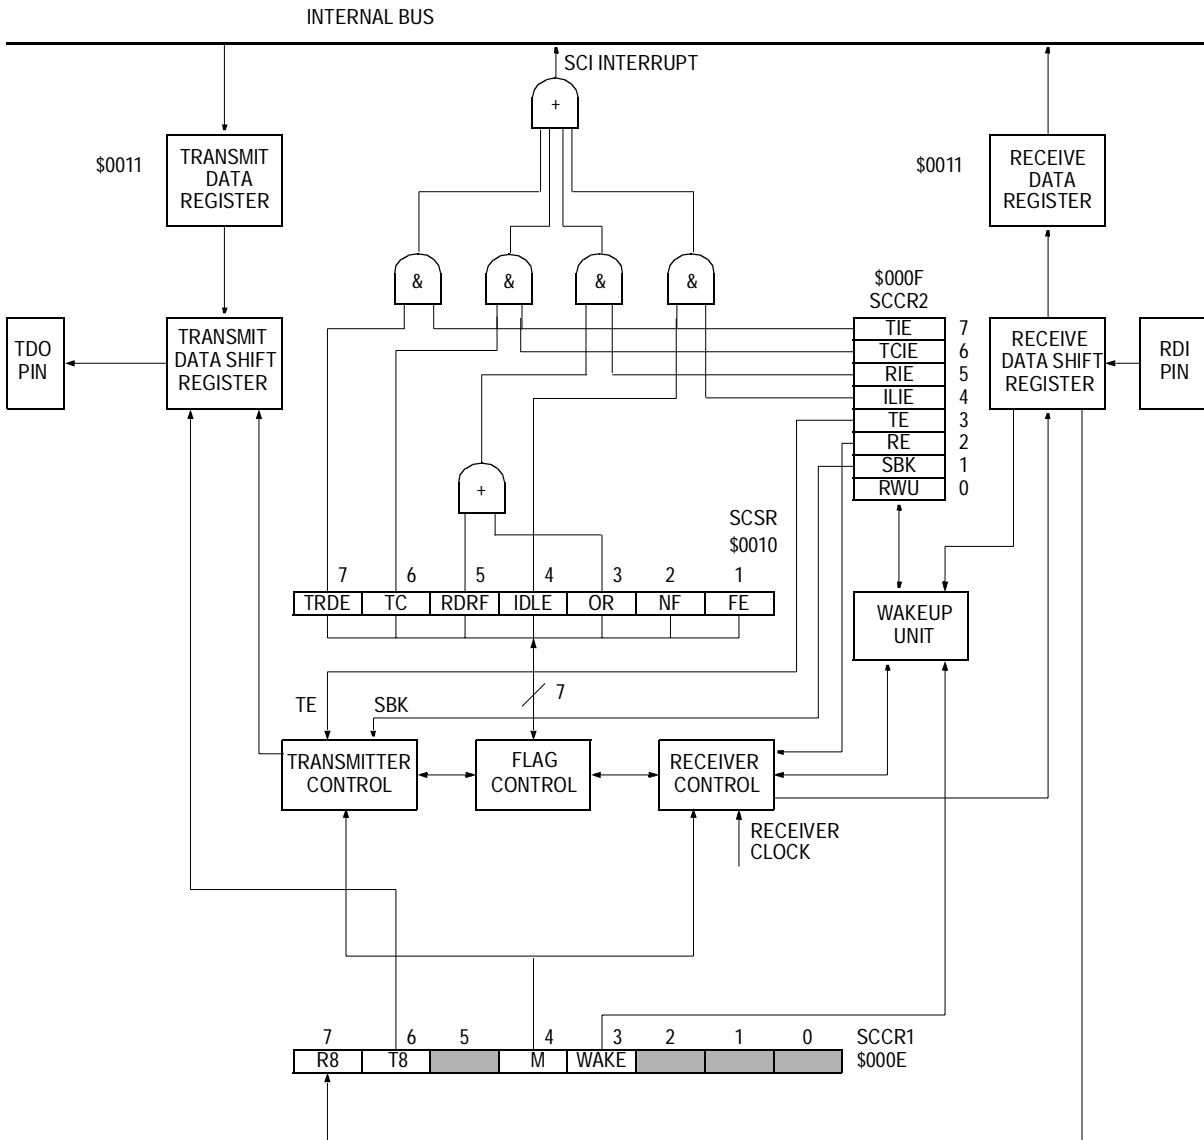 INTERNAL BUS
SCI INTERRUPT
+
$0011
TRANSMIT
DATA
REGISTER
$0011
RECEIVE
DATA
REGISTER
& & & &
$000F
SCCR2
TDO
PIN
TRANSMIT
DATA SHIFT
REGISTER
TIE 7
TCIE 6
RIE 5
ILIE 4
TE 3
RE 2
SBK 1
RWU 0
RECEIVE
DATA SHIFT
REGISTER
RDI
PIN
+
SCSR
$0010
7 6 5 4 3 2 1
TRDE TC RDRF IDLE OR NF FE
WAKEUP
UNIT
7
TE SBK
TRANSMITTER
CONTROL
FLAG
CONTROL
RECEIVER
CONTROL
RECEIVER
CLOCK
7 6 5 4 3 2 1 0 SCCR1
R8 T8 M WAKE $000E